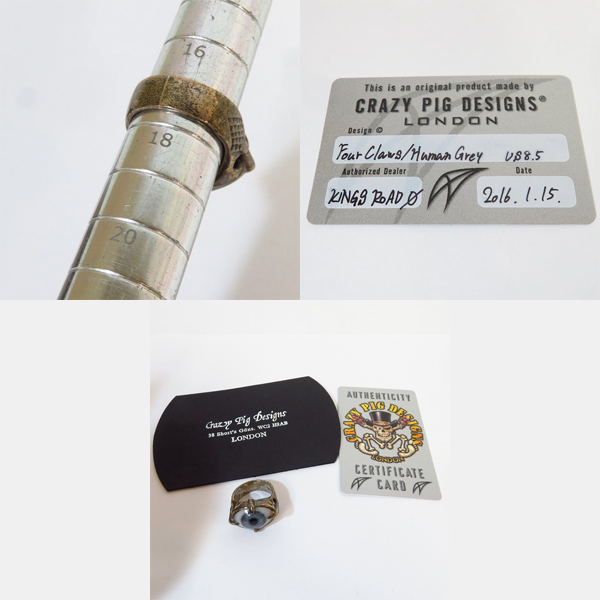 16
18
20
This is an original product made by
CRAZY PIG DESIGNS®
LONDON
Design ©
Four Claws/Human Grey US8.5
Authorized Dealer Date
KINGS ROAD 2016.1.15.
Crazy Pig Designs
38 Short's Gdns. WC2 H9AB
LONDON
AUTHENTICITY
CRAZY PIG DESIGNS
LONDON
CERTIFICATE
CARD